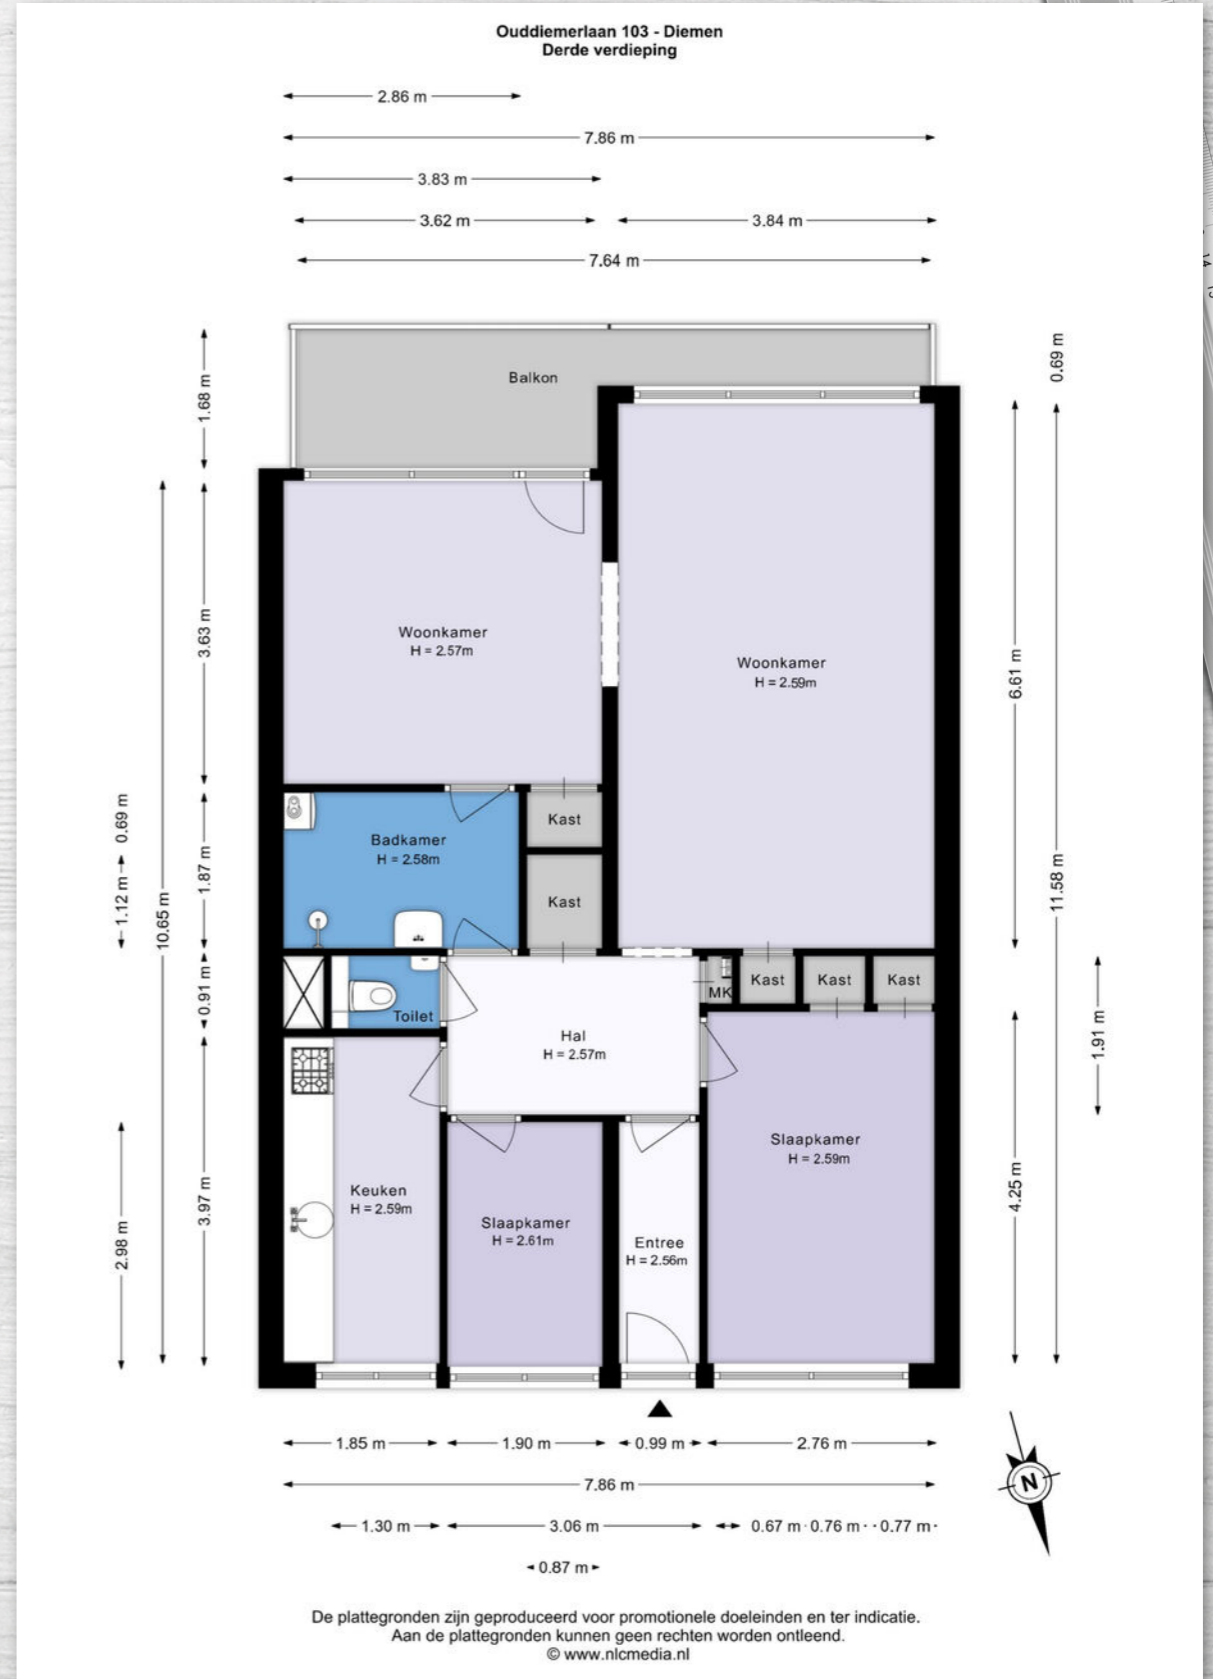 Ouddiemerlaan 103 - Diemen
Derde verdieping
2.86 m
7.86 m
3.83 m
3.62 m
3.84 m
7.64 m
1.68 m
0.69 m
Balkon
3.63 m
Woonkamer
H = 2.57m
Woonkamer
H = 2.59m
6.61 m
0.69 m
1.12 m
10.65 m
1.87 m
Badkamer
H = 2.58m
Kast
Kast
11.58 m
0.91 m
Toilet
MK
Kast
Kast
Kast
Hal
H = 2.57m
1.91 m
2.98 m
3.97 m
Keuken
H = 2.59m
Slaapkamer
H = 2.61m
Entree
H = 2.56m
Slaapkamer
H = 2.59m
4.25 m
1.85 m
1.90 m
0.99 m
2.76 m
7.86 m
N
1.30 m
3.06 m
0.67 m
0.76 m
0.77 m
0.87 m
De plattegronden zijn geproduceerd voor promotionele doeleinden en ter indicatie.
Aan de plattegronden kunnen geen rechten worden ontleend.
© www.nlcmedia.nl